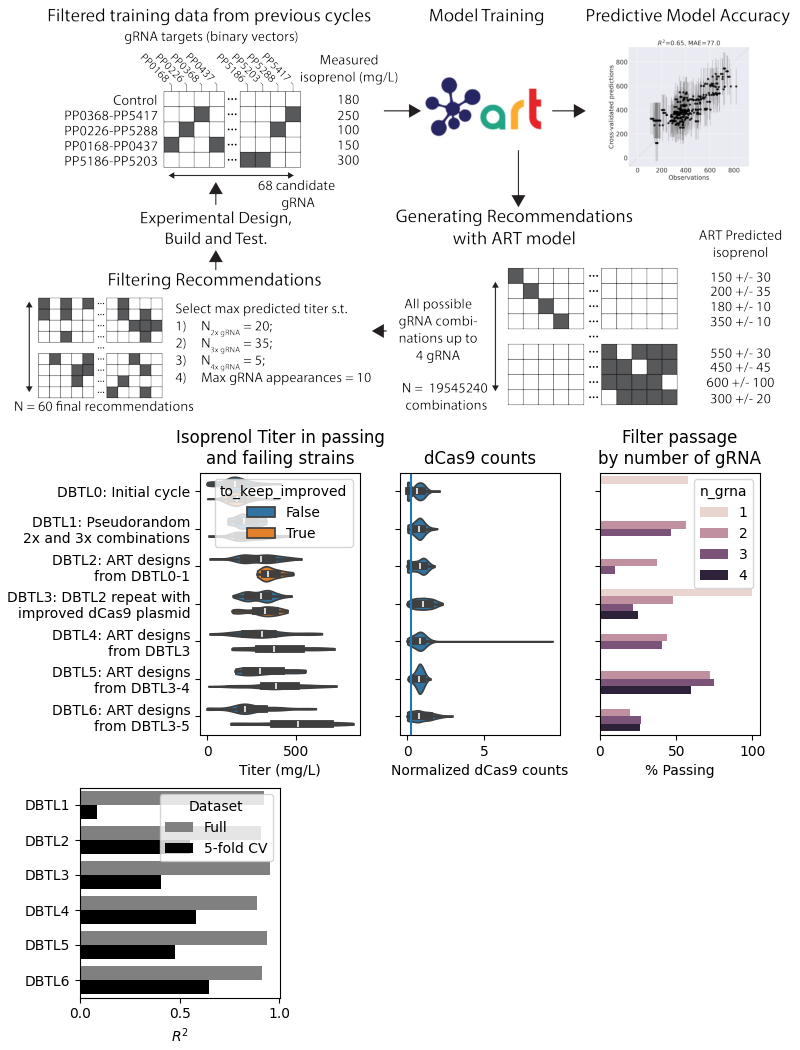 Filtered training data from previous cycles
Model Training
Predictive Model Accuracy
gRNA targets (binary vectors)
PP0168
PP0226
PP0368
PP0437
PP5186
PP5203
PP5288
PP5417
Measured
isoprenol (mg/L)
Control
...
180
PP0368-PP5417
250
PP0226-PP5288
100
PP0168-PP0437
150
PP5186-PP5203
...
300
68 candidate
gRNA
art
R²=0.65, MAE=77.0
Cross-validated predictions
800
600
400
200
0
0 200 400 600 800
Observations
Experimental Design,
Build and Test.
Generating Recommendations
with ART model
ART Predicted
isoprenol
All possible
gRNA combi-
nations up to
4 gRNA
N = 19545240
combinations
...
150 +/- 30
200 +/- 35
180 +/- 10
350 +/- 10
...
550 +/- 30
450 +/- 45
600 +/- 100
300 +/- 20
Filtering Recommendations
Select max predicted titer s.t.
1) N2x gRNA = 20;
2) N3x gRNA = 35;
3) N4x gRNA = 5;
4) Max gRNA appearances = 10
N = 60 final recommendations
Isoprenol Titer in passing
and failing strains
dCas9 counts
Filter passage
by number of gRNA
DBTL0: Initial cycle
DBTL1: Pseudorandom
2x and 3x combinations
DBTL2: ART designs
from DBTL0-1
DBTL3: DBTL2 repeat with
improved dCas9 plasmid
DBTL4: ART designs
from DBTL3
DBTL5: ART designs
from DBTL3-4
DBTL6: ART designs
from DBTL3-5
to_keep_improved
False
True
n_grna
1
2
3
4
0 500
Titer (mg/L)
0 5
Normalized dCas9 counts
0 50 100
% Passing
DBTL1
DBTL2
DBTL3
DBTL4
DBTL5
DBTL6
Dataset
Full
5-fold CV
0.0 0.5 1.0
R²